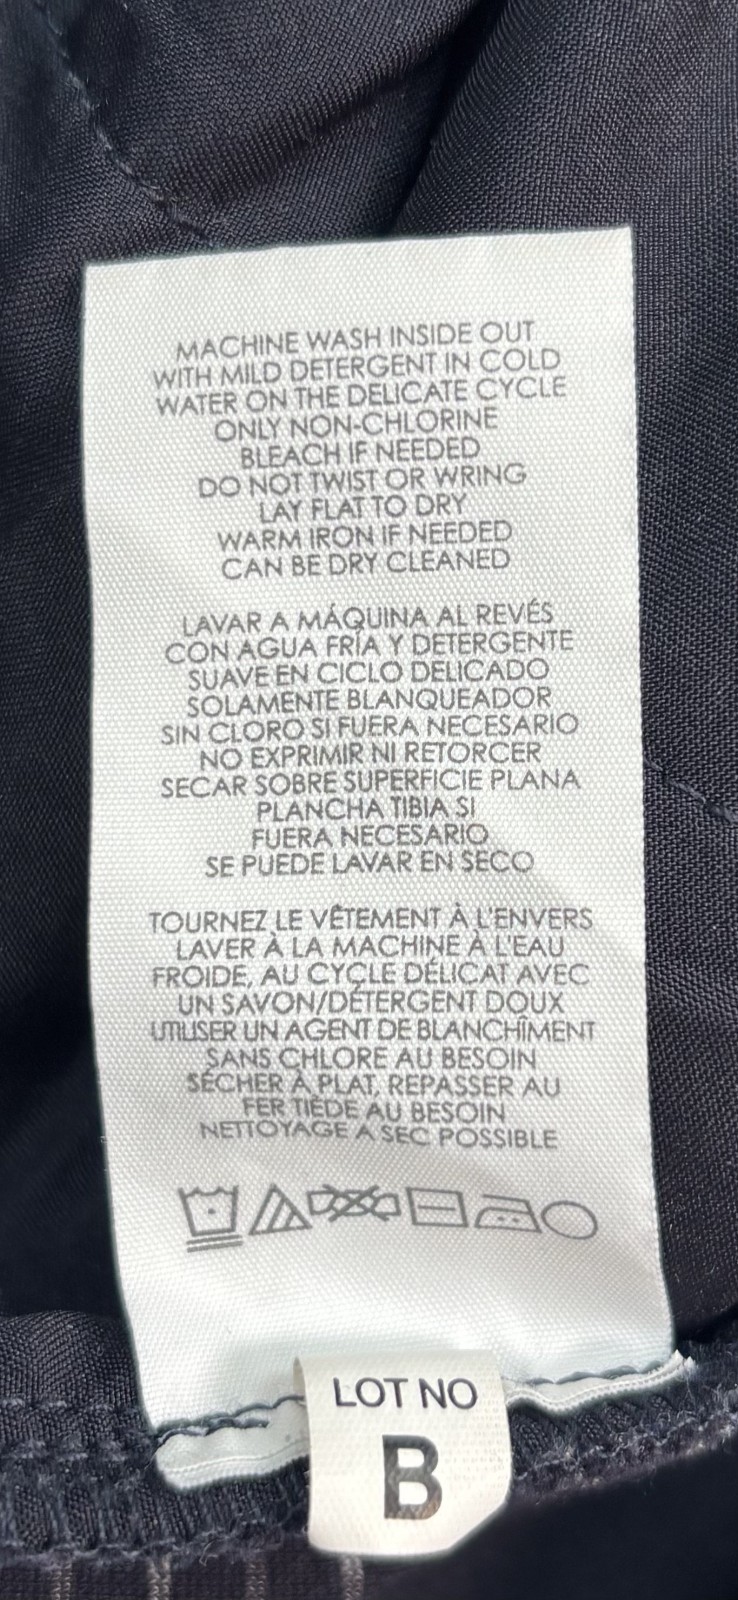 MACHINE WASH INSIDE OUT
WITH MILD DETERGENT IN COLD
WATER ON THE DELICATE CYCLE
ONLY NON-CHLORINE
BLEACH IF NEEDED
DO NOT TWIST OR WRING
LAY FLAT TO DRY
WARM IRON IF NEEDED
CAN BE DRY CLEANED
LAVAR A MÁQUINA AL REVÉS
CON AGUA FRÍA Y DETERGENTE
SUAVE EN CICLO DELICADO
SOLAMENTE BLANQUEADOR
SIN CLORO SI FUERA NECESARIO
NO EXPRIMIR NI RETORCER
SECAR SOBRE SUPERFICIE PLANA
PLANCHA TIBIA SI
FUERA NECESARIO
SE PUEDE LAVAR EN SECO
TOURNEZ LE VÊTEMENT À L'ENVERS
LAVER À LA MACHINE À L'EAU
FROIDE, AU CYCLE DÉLICAT AVEC
UN SAVON/DÉTERGENT DOUX
UTILISER UN AGENT DE BLANCHÎMENT
SANS CHLORE AU BESOIN
SÉCHER À PLAT, REPASSER AU
FER TIÈDE AU BESOIN
NETTOYAGE A SEC POSSIBLE
LOT NO
B